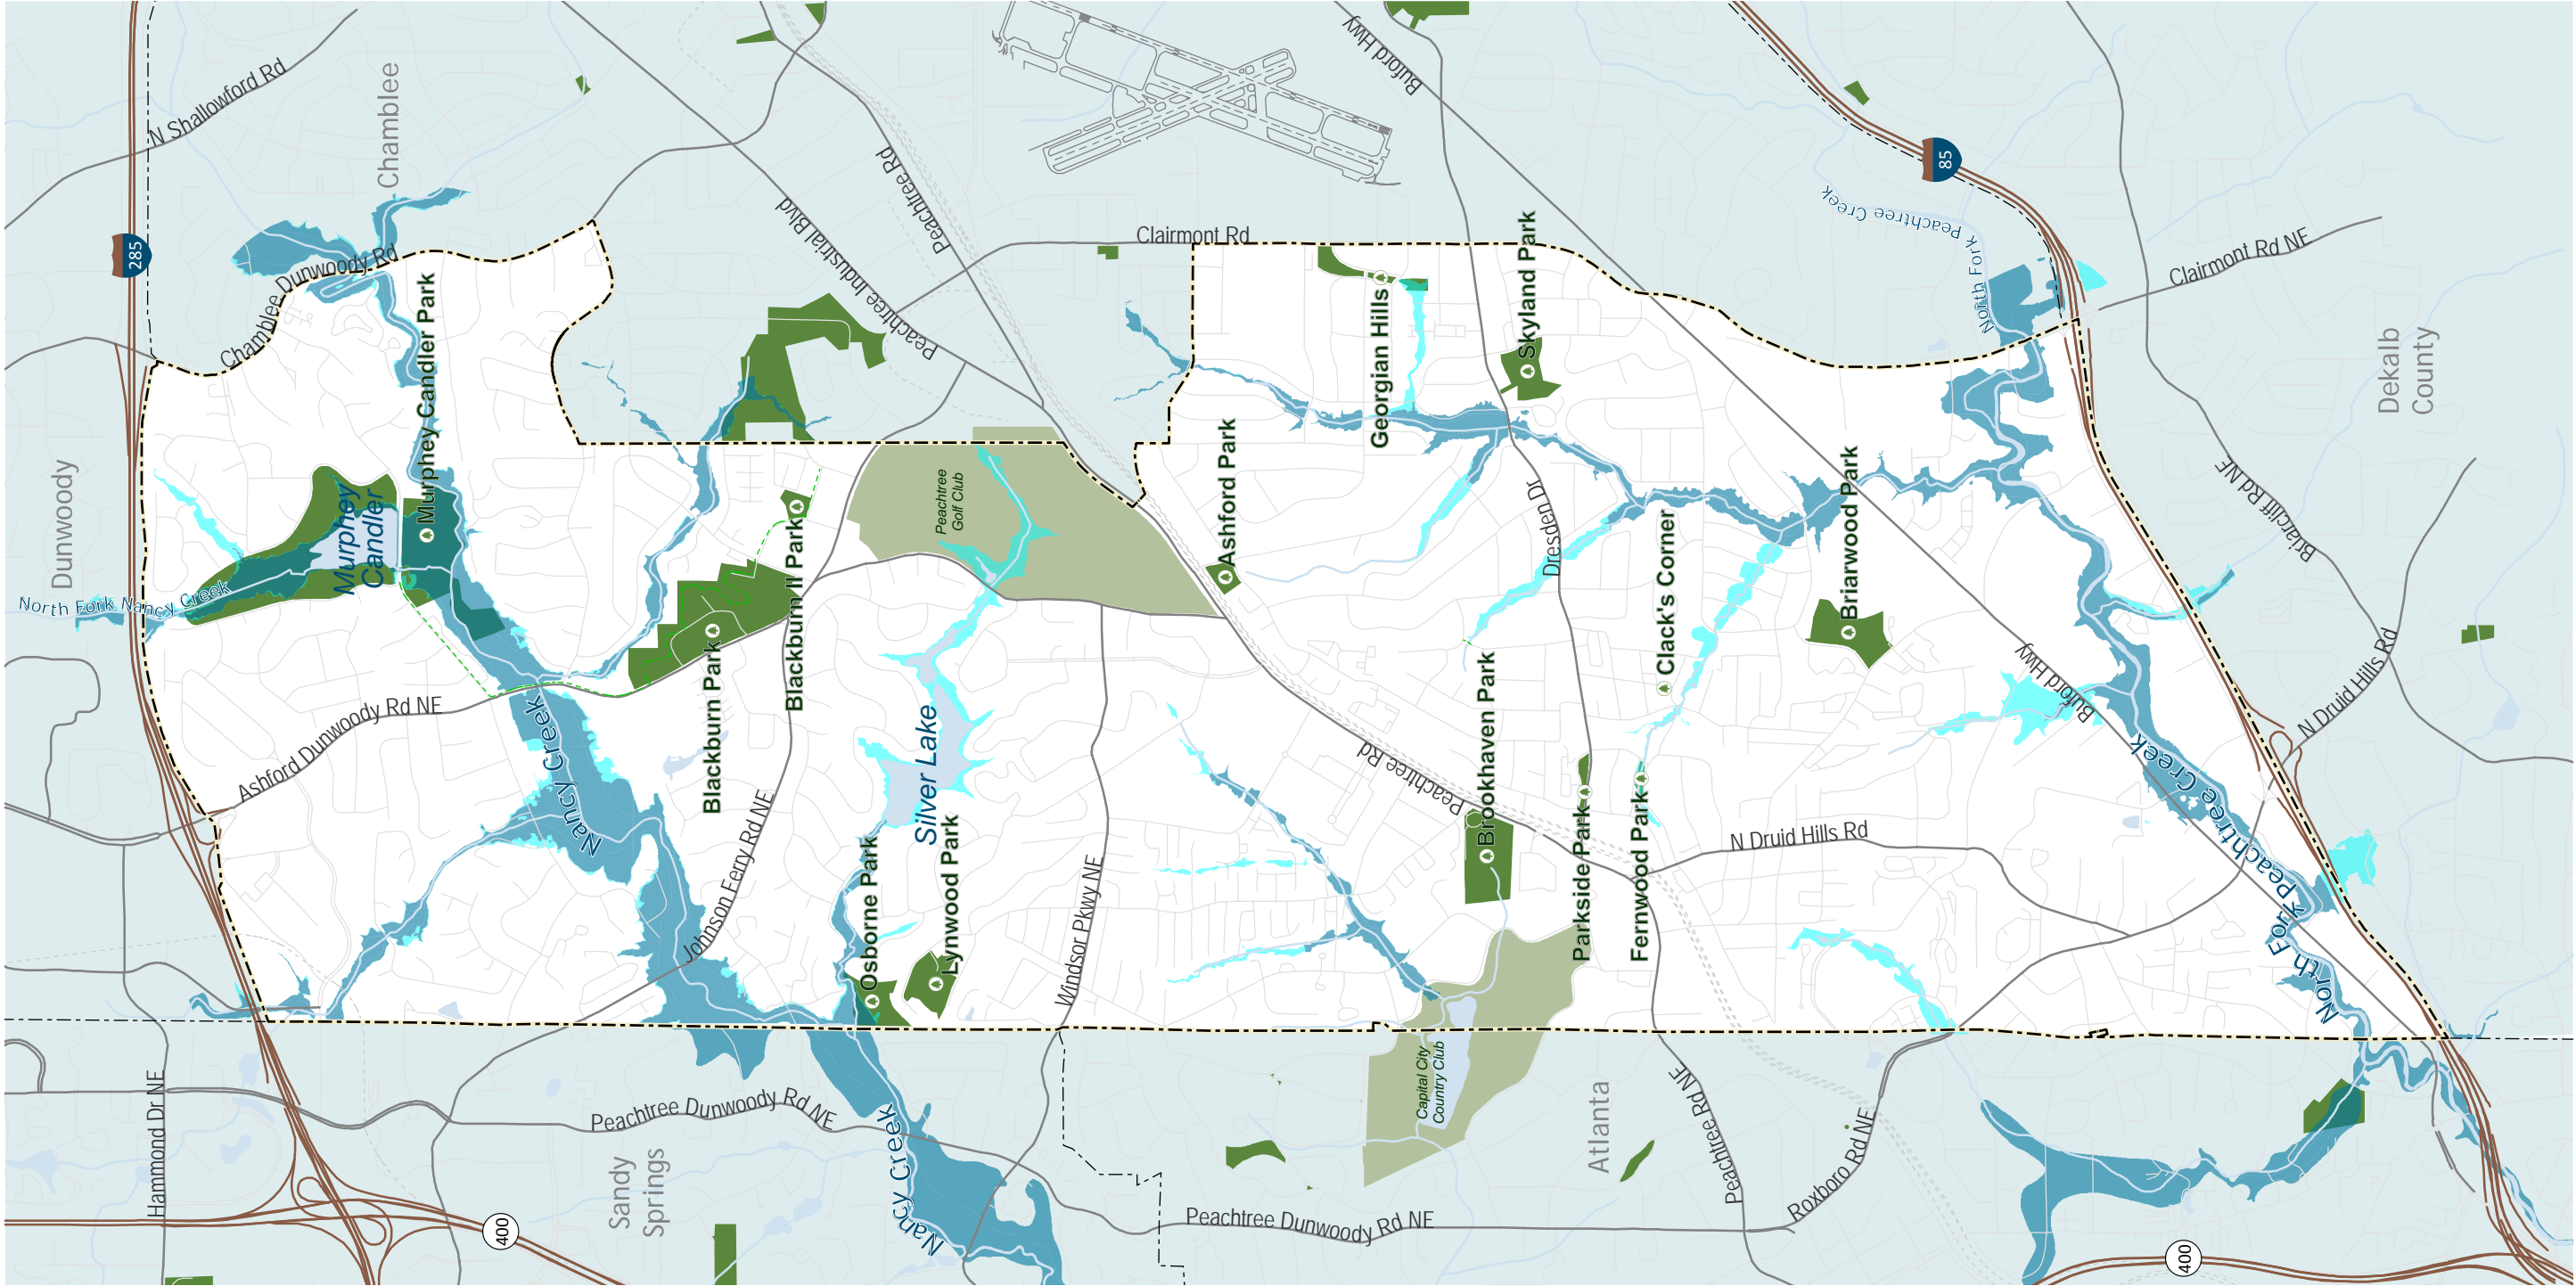 N Shallowford Rd
Chamblee
285
Chamblee Dunwoody Rd
Dunwoody
North Fork Nancy Creek
Murphey
Candler
Murphey Candler Park
Ashford Dunwoody Rd NE
Nancy Creek
Hammond Dr NE
400
Peachtree Dunwoody Rd NE
Sandy
Springs
Johnson Ferry Rd NE
Blackburn Park
Blackburn II Park
Peachtree Industrial Blvd
Peachtree Rd
Peachtree
Golf Club
Silver Lake
Osborne Park
Lynwood Park
Nancy Creek
Windsor Pkwy NE
Clairmont Rd
Ashford Park
Peachtree Dunwoody Rd NE
Buford Hwy
Georgian Hills
Skyland Park
Dresden Dr
Peachtree Rd
Brookhaven Park
Capital City
Country Club
Parkside Park
Fernwood Park
Clack's Corner
Atlanta
Peachtree Rd NE
Roxboro Rd NE
N Druid Hills Rd
Briarwood Park
North Fork Peachtree Creek
85
Clairmont Rd NE
Dekalb
County
Briarcliff Rd NE
N Druid Hills Rd
Buford Hwy
North Fork Peachtree Creek
400